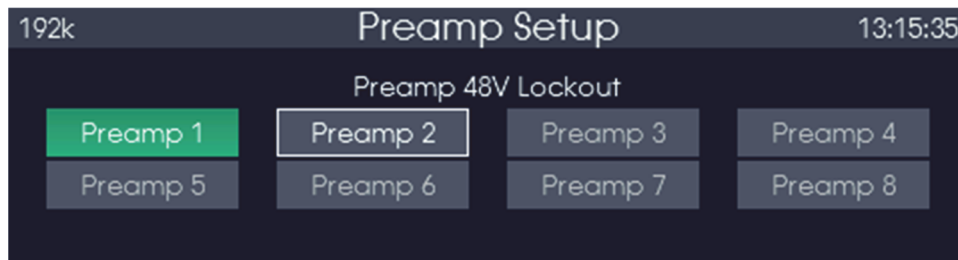 192k Preamp Setup 13:15:35
Preamp 48V Lockout
Preamp 1 Preamp 2 Preamp 3 Preamp 4
Preamp 5 Preamp 6 Preamp 7 Preamp 8